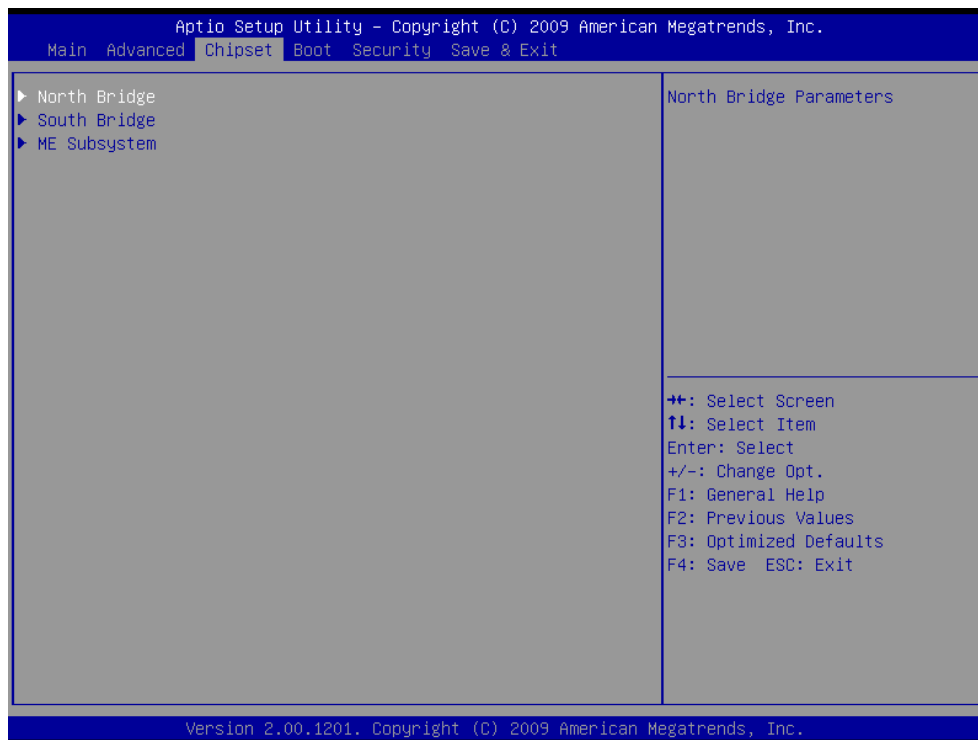 Aptio Setup Utility – Copyright (C) 2009 American Megatrends, Inc.
Main Advanced Chipset Boot Security Save & Exit
▶ North Bridge
▶ South Bridge
▶ ME Subsystem
North Bridge Parameters
→←: Select Screen
↑↓: Select Item
Enter: Select
+/-: Change Opt.
F1: General Help
F2: Previous Values
F3: Optimized Defaults
F4: Save ESC: Exit
Version 2.00.1201. Copyright (C) 2009 American Megatrends, Inc.